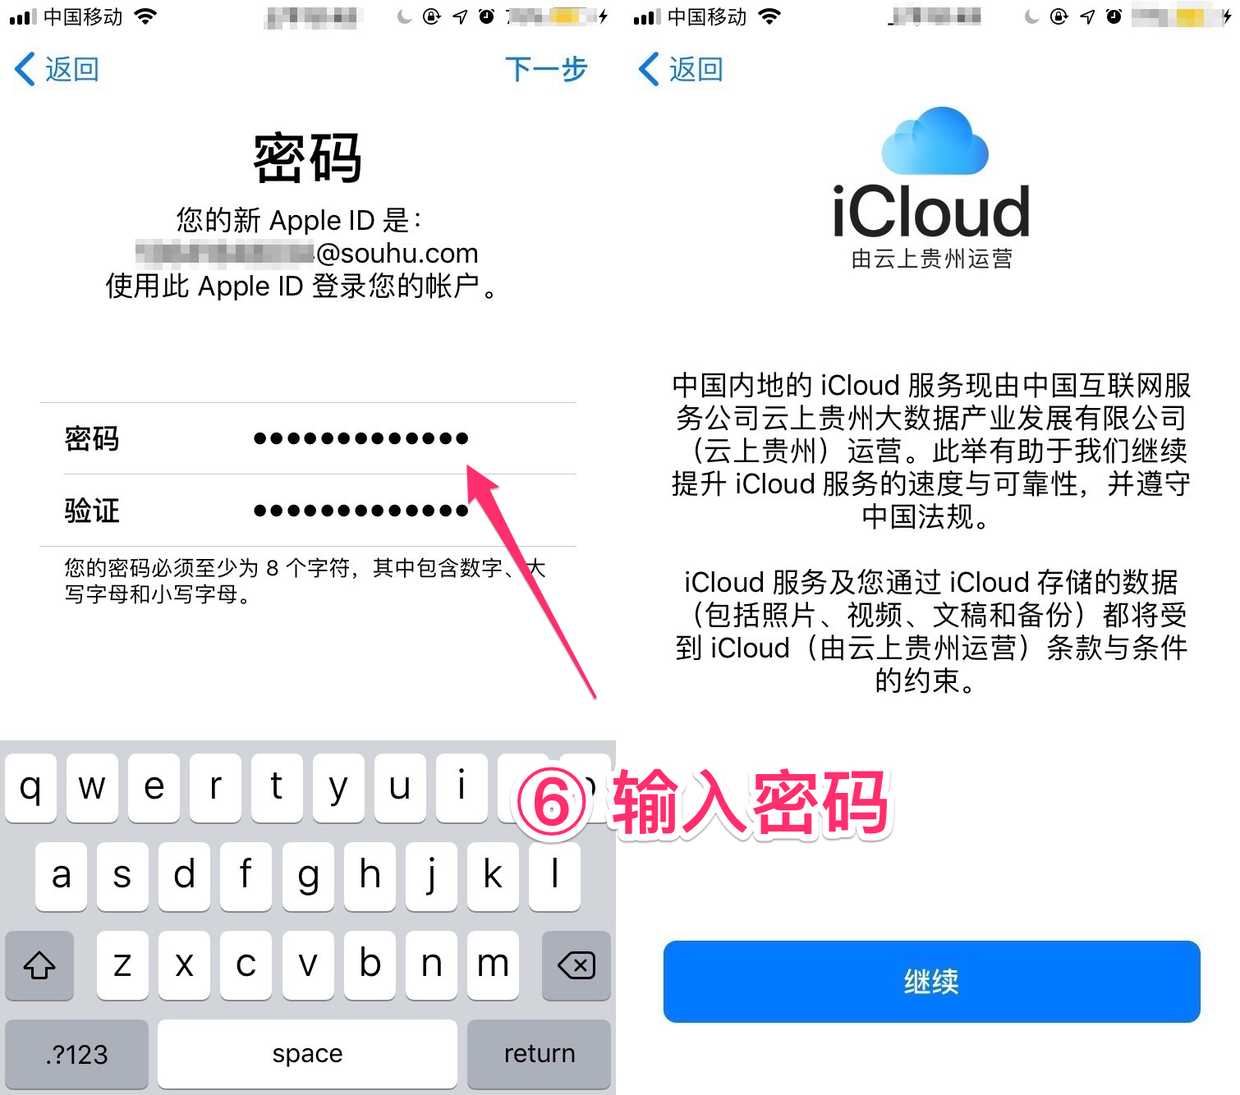 中国移动
返回
下一步
密码
您的新 Apple ID 是：
@souhu.com
使用此 Apple ID 登录您的帐户。
密码 ●●●●●●●●●●●●●
验证 ●●●●●●●●●●●●●
您的密码必须至少为 8 个字符，其中包含数字、大
写字母和小写字母。
q w e r t y u i
a s d f g h j k l
z x c v b n m
.?123 space return
⑥ 输入密码
中国移动
返回
iCloud
由云上贵州运营
中国内地的 iCloud 服务现由中国互联网服
务公司云上贵州大数据产业发展有限公司
（云上贵州）运营。此举有助于我们继续
提升 iCloud 服务的速度与可靠性，并遵守
中国法规。
iCloud 服务及您通过 iCloud 存储的数据
（包括照片、视频、文稿和备份）都将受
到 iCloud（由云上贵州运营）条款与条件
的约束。
继续